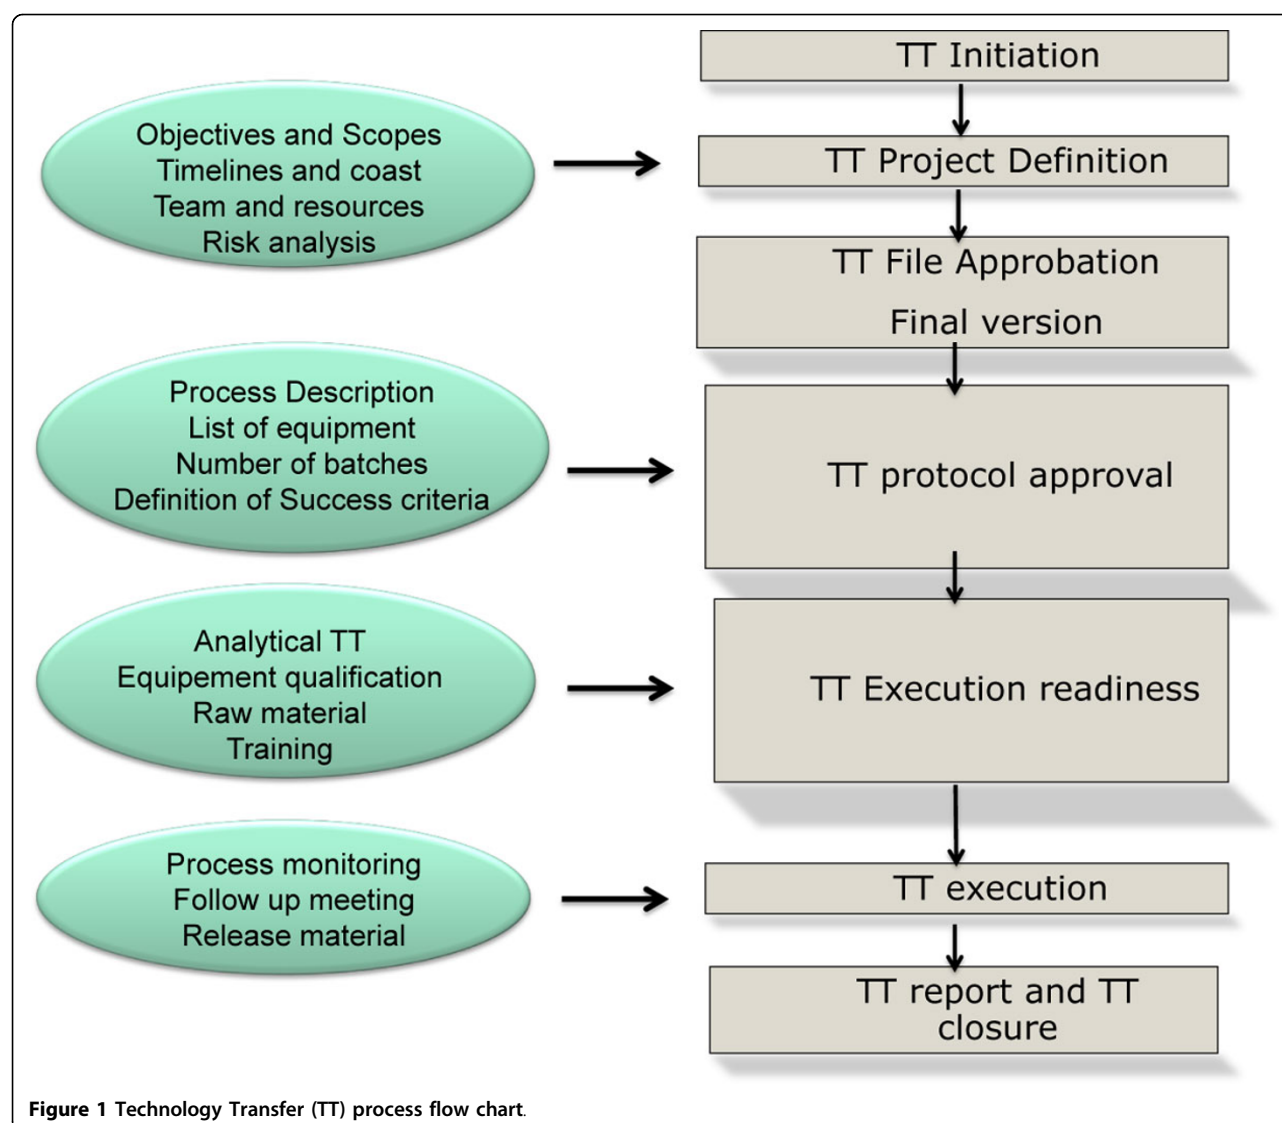 TT Initiation
Objectives and Scopes
Timelines and coast
Team and resources
Risk analysis
TT Project Definition
TT File Approbation
Final version
Process Description
List of equipment
Number of batches
Definition of Success criteria
TT protocol approval
Analytical TT
Equipement qualification
Raw material
Training
TT Execution readiness
Process monitoring
Follow up meeting
Release material
TT execution
TT report and TT
closure
Figure 1 Technology Transfer (TT) process flow chart.